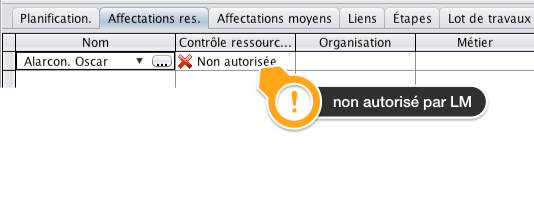 Planification. Affectations res. Affectations moyens Liens Étapes Lot de travaux
Nom Contrôle ressourc... Organisation Métier
Alarcon. Oscar ... Non autorisée
! non autorisé par LM